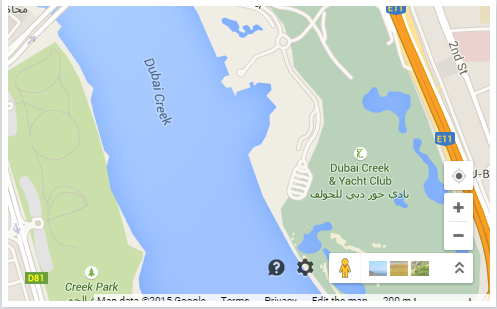 E11
2nd St
Dubai Creek
E11
Dubai Creek
& Yacht Club
نادي خور دبي للجولف
U-B
D81
Creek Park
Map data ©2015 Google Terms Privacy Edit the map 200 m